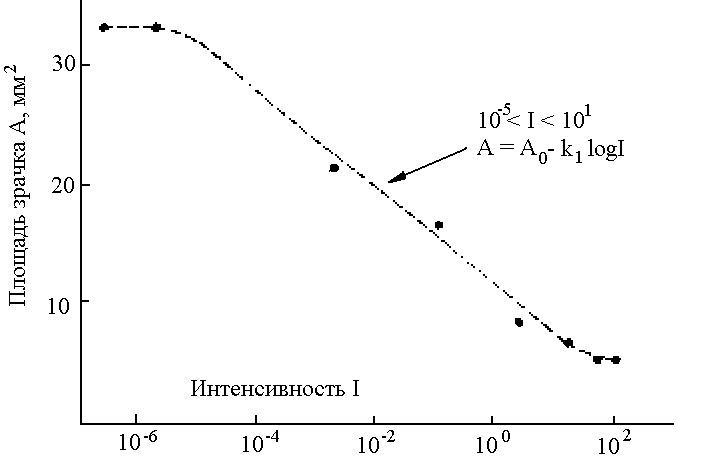 Площадь зрачка A, мм²
30
20
10
10⁻⁵< I < 10¹
A = A₀- k₁ logI
Интенсивность I
10⁻⁶ 10⁻⁴ 10⁻² 10⁰ 10²